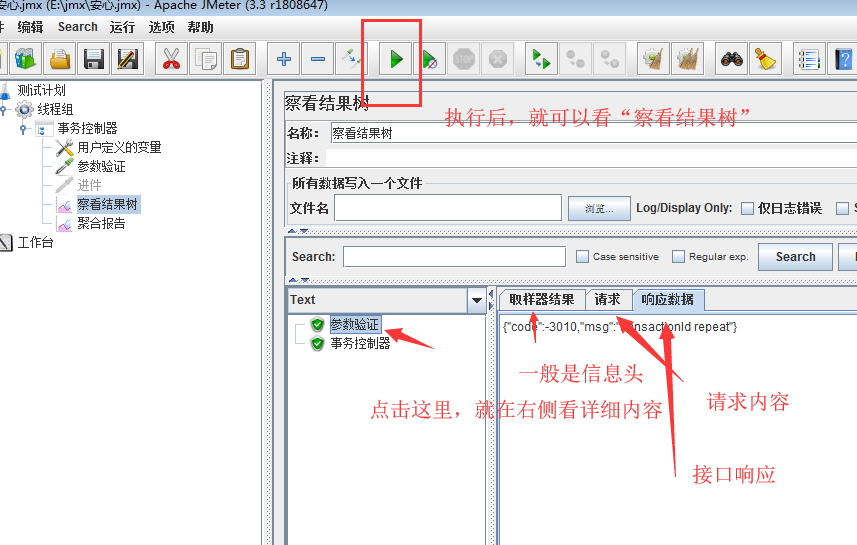 安心.jmx (E:\jmx\安心.jmx) - Apache JMeter (3.3 r1808647)
编辑 Search 运行 选项 帮助
STOP
测试计划
线程组
事务控制器
用户定义的变量
参数验证
进件
察看结果树
聚合报告
工作台
察看结果树
执行后，就可以看“察看结果树”
名称： 察看结果树
注释：
所有数据写入一个文件
文件名 浏览... Log/Display Only: 仅日志错误
Search: Case sensitive Regular exp. Search
Text
取样器结果 请求 响应数据
参数验证
事务控制器
{"code":-3010,"msg":" nsactionId repeat"}
一般是信息头
点击这里，就在右侧看详细内容
请求内容
接口响应